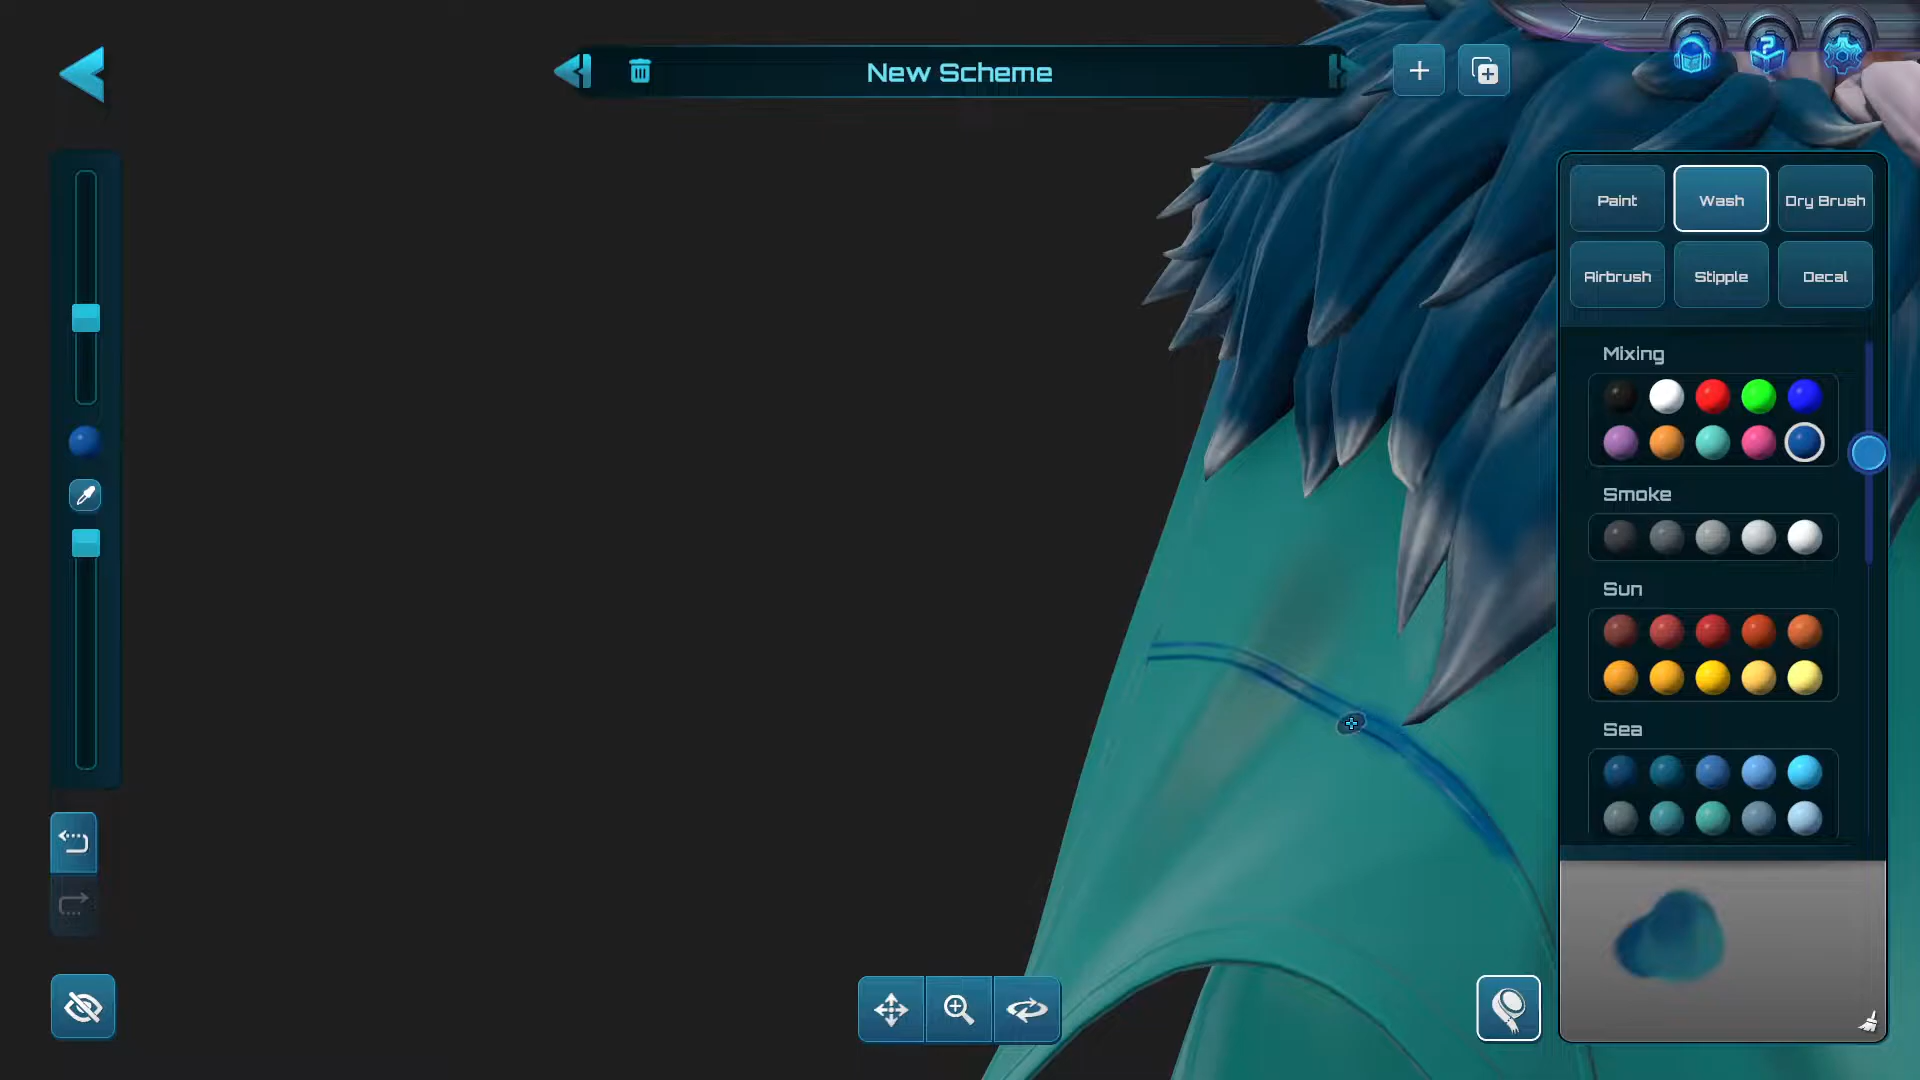 New Scheme
Paint
Wash
Dry Brush
Airbrush
Stipple
Decal
Mixing
Smoke
Sun
Sea